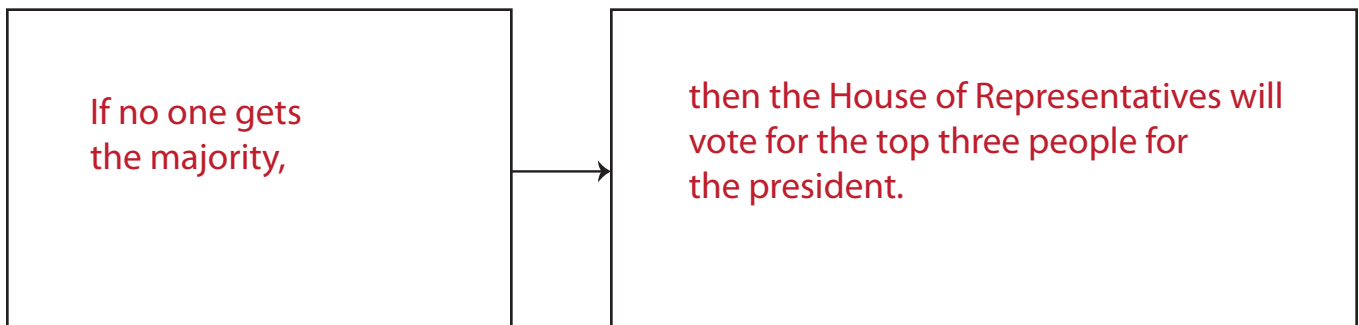 If no one gets
the majority,
then the House of Representatives will
vote for the top three people for
the president.